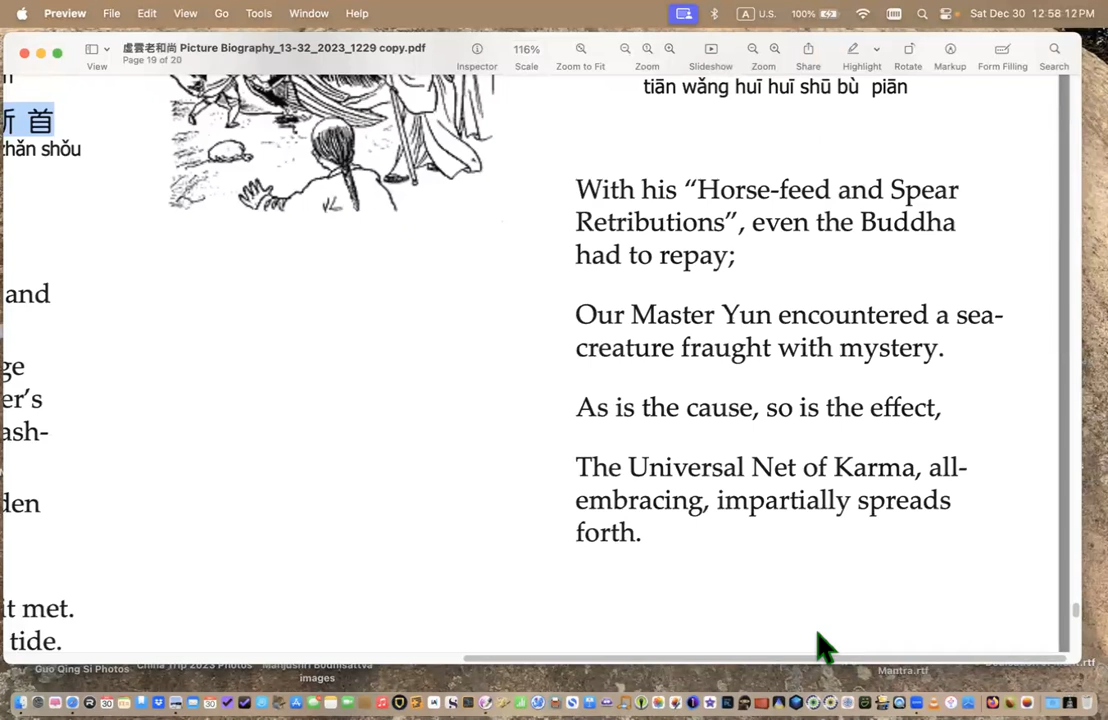 Preview File Edit View Go Tools Window Help A U.S. 100% Sat Dec 30 12:58:12 PM
虛雲老和尚 Picture Biography_13-32_2023_1229 copy.pdf
Page 19 of 20
116%
View Inspector Scale Zoom to Fit Zoom Slideshow Zoom Share Highlight Rotate Markup Form Filling Search
首
zhǎn shǒu
tiān wǎng huī huī shū bù piān
With his “Horse-feed and Spear
Retributions”, even the Buddha
had to repay;
Our Master Yun encountered a sea-
creature fraught with mystery.
As is the cause, so is the effect,
The Universal Net of Karma, all-
embracing, impartially spreads
forth.
and
ge
er’s
ash-
den
it met.
tide.
Guo Qing Si Photos
China Trip 2023 Photos
Manjushri Bodhisattva
images
Mantra.rtf